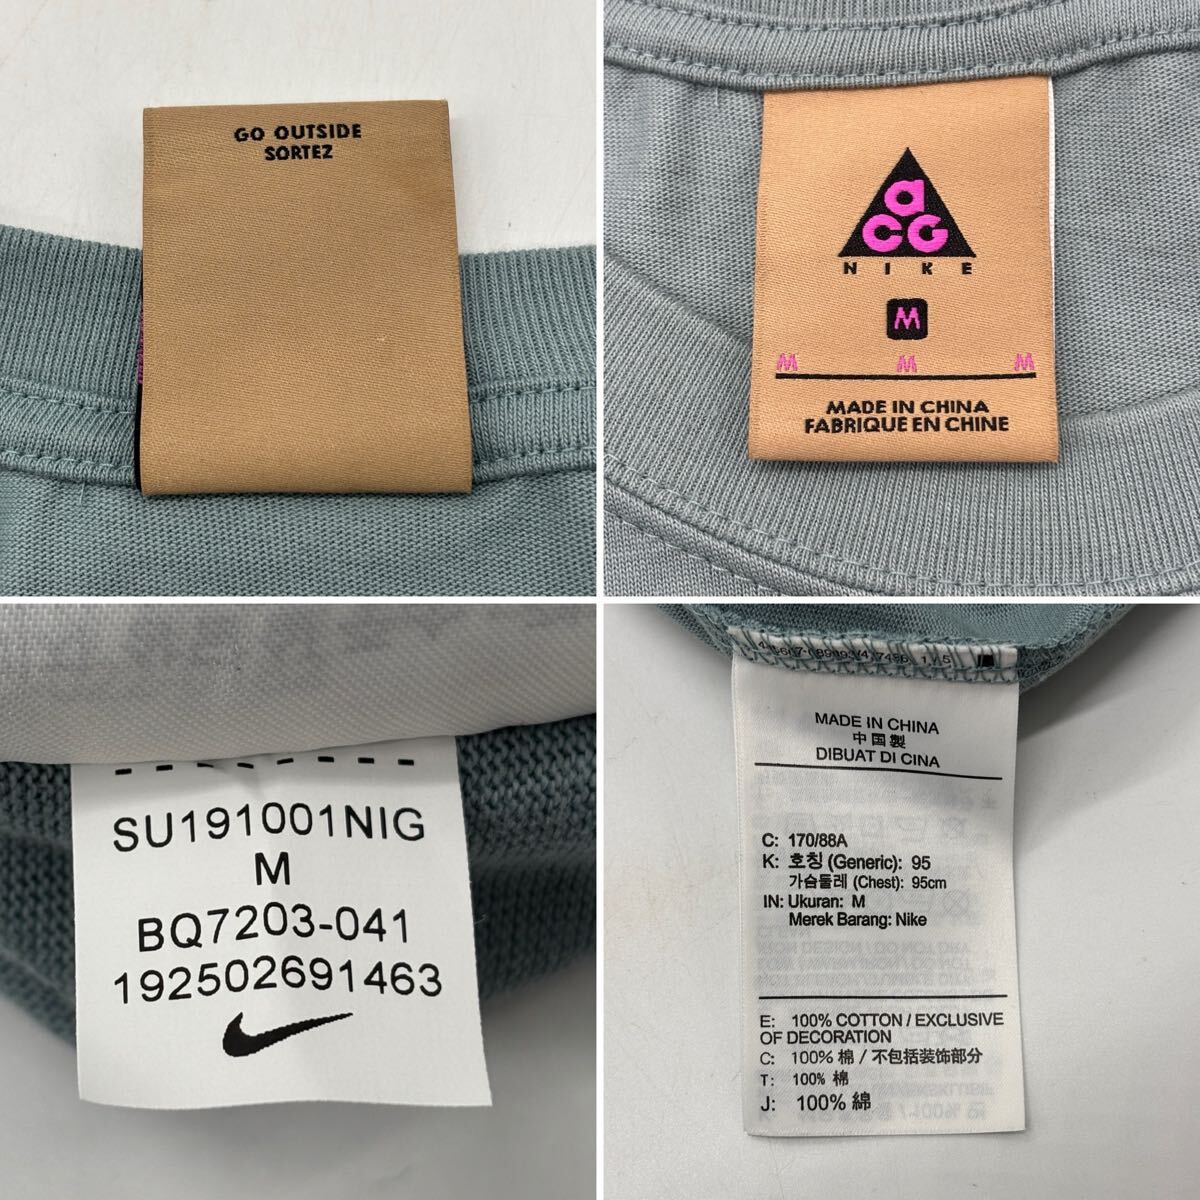 GO OUTSIDE
SORTEZ
aCG
NIKE
M
M M M
MADE IN CHINA
FABRIQUE EN CHINE
SU191001NIG
M
BQ7203-041
192502691463
MADE IN CHINA
中国製
DIBUAT DI CINA
C: 170/88A
K: 호칭 (Generic): 95
가슴둘레 (Chest): 95cm
IN: Ukuran: M
Merek Barang: Nike
E: 100% COTTON / EXCLUSIVE
OF DECORATION
C: 100% 棉 / 不包括装饰部分
T: 100% 棉
J: 100% 綿